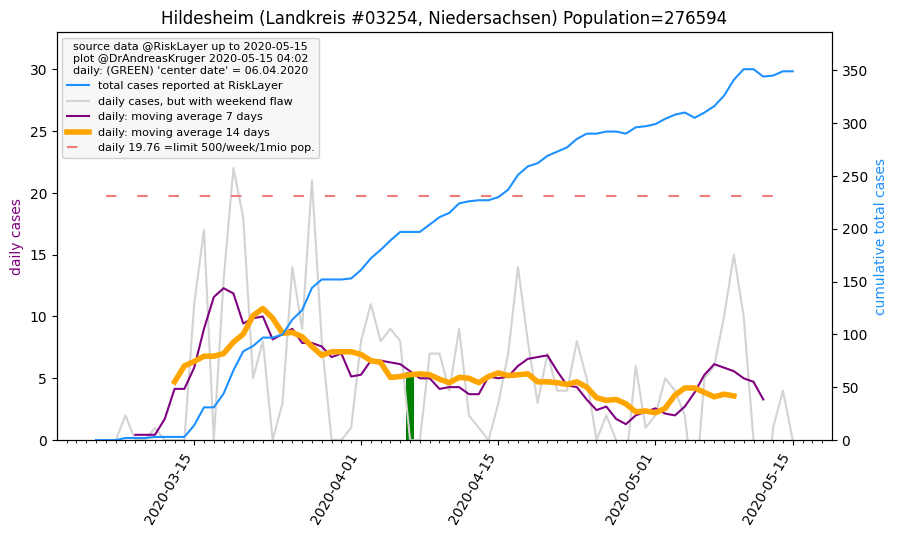 Hildesheim (Landkreis #03254, Niedersachsen) Population=276594
source data @RiskLayer up to 2020-05-15
plot @DrAndreasKruger 2020-05-15 04:02
daily: (GREEN) 'center date' = 06.04.2020
total cases reported at RiskLayer
daily cases, but with weekend flaw
daily: moving average 7 days
daily: moving average 14 days
daily 19.76 =limit 500/week/1mio pop.
daily cases
30
25
20
15
10
5
0
cumulative total cases
350
300
250
200
150
100
50
0
2020-03-15
2020-04-01
2020-04-15
2020-05-01
2020-05-15